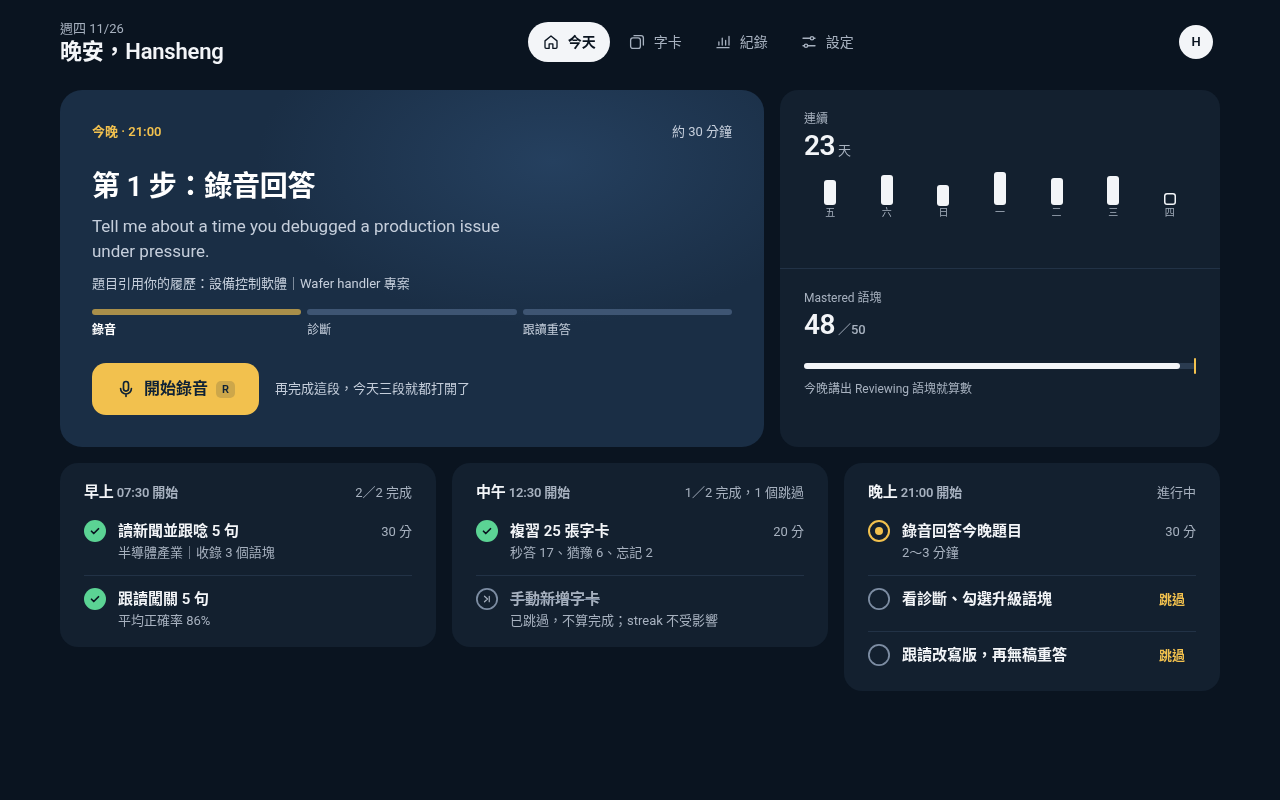 週四 11/26
晚安，Hansheng
今天
字卡
紀錄
設定
H
今晚 · 21:00
約 30 分鐘
第 1 步：錄音回答
Tell me about a time you debugged a production issue
under pressure.
題目引用你的履歷：設備控制軟體｜Wafer handler 專案
錄音
診斷
跟讀重答
開始錄音 R
再完成這段，今天三段就都打開了
連續
23 天
五 六 日 一 二 三 四
Mastered 語塊
48 ／50
今晚講出 Reviewing 語塊就算數
早上 07:30 開始
2／2 完成
讀新聞並跟唸 5 句
30 分
半導體產業｜收錄 3 個語塊
跟讀闖關 5 句
平均正確率 86%
中午 12:30 開始
1／2 完成，1 個跳過
複習 25 張字卡
20 分
秒答 17、猶豫 6、忘記 2
手動新增字卡
已跳過，不算完成；streak 不受影響
晚上 21:00 開始
進行中
錄音回答今晚題目
30 分
2～3 分鐘
看診斷、勾選升級語塊
跳過
跟讀改寫版，再無稿重答
跳過